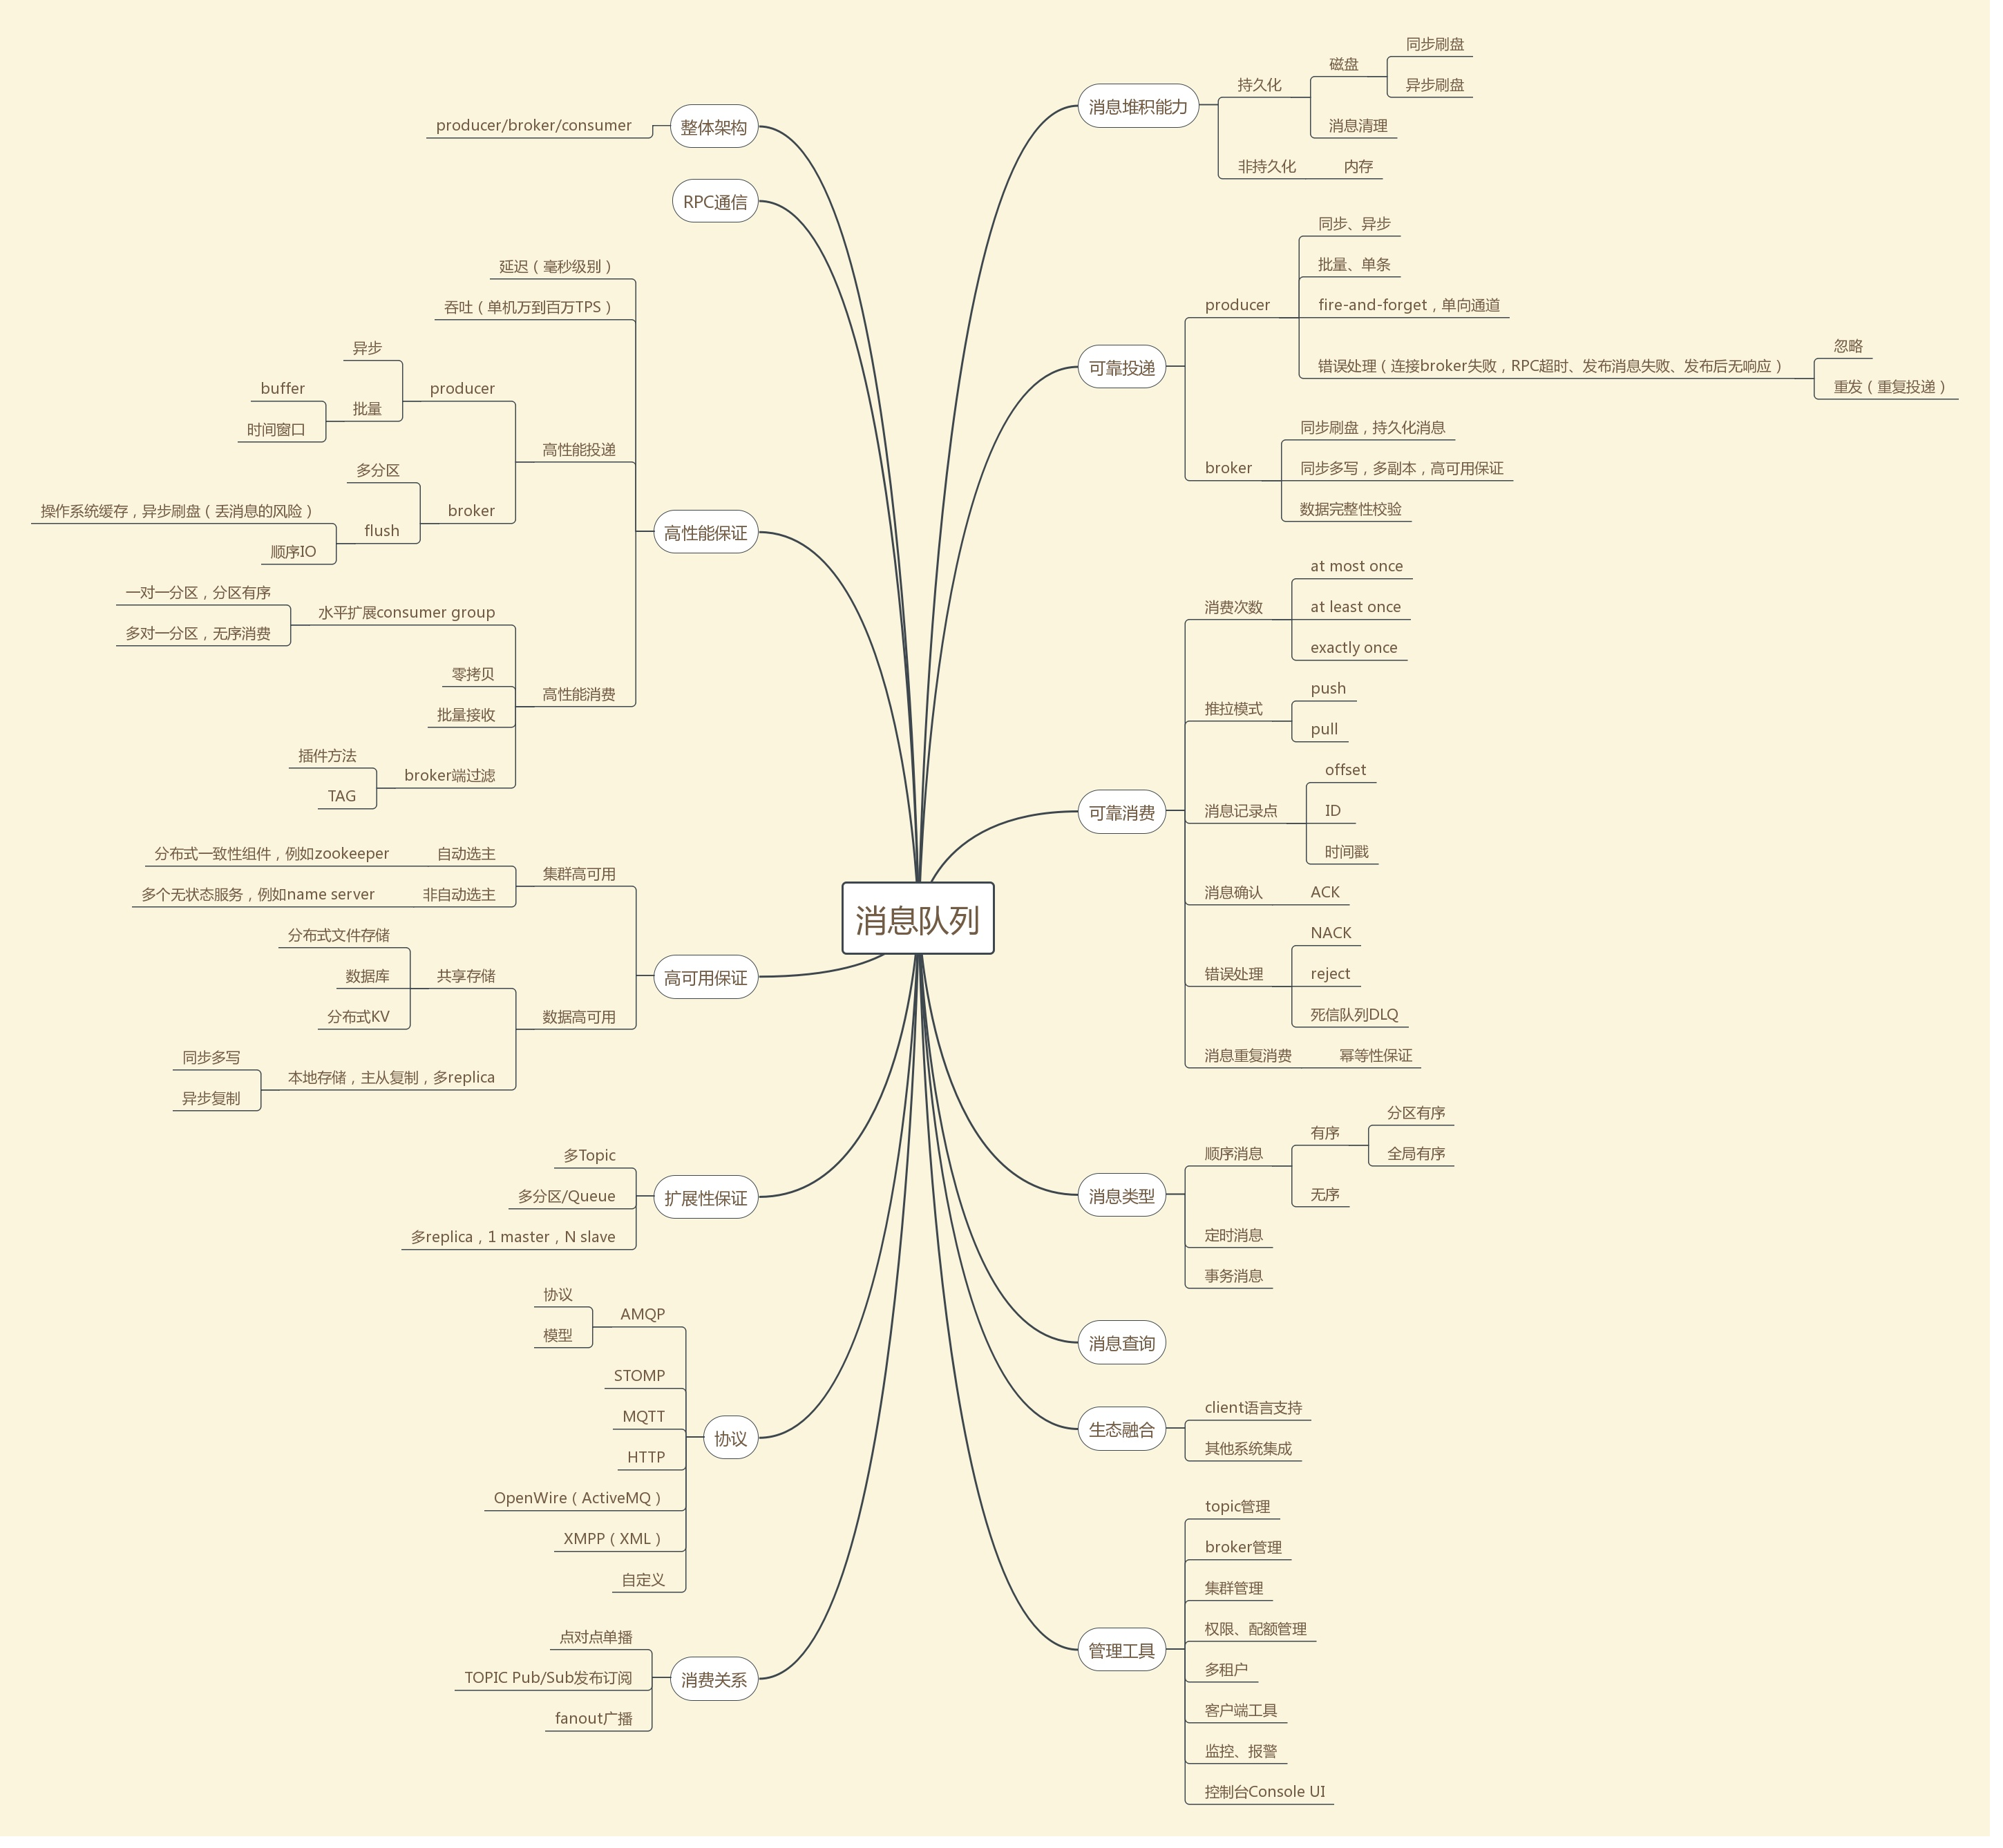 消息队列
整体架构
producer/broker/consumer
RPC通信
高性能保证
延迟（毫秒级别）
吞吐（单机万到百万TPS）
高性能投递
producer
异步
批量
buffer
时间窗口
broker
多分区
flush
操作系统缓存，异步刷盘（丢消息的风险）
顺序IO
高性能消费
水平扩展consumer group
一对一分区，分区有序
多对一分区，无序消费
零拷贝
批量接收
broker端过滤
插件方法
TAG
高可用保证
集群高可用
自动选主
分布式一致性组件，例如zookeeper
非自动选主
多个无状态服务，例如name server
数据高可用
共享存储
分布式文件存储
数据库
分布式KV
本地存储，主从复制，多replica
同步多写
异步复制
扩展性保证
多Topic
多分区/Queue
多replica，1 master，N slave
协议
AMQP
协议
模型
STOMP
MQTT
HTTP
OpenWire（ActiveMQ）
XMPP（XML）
自定义
消费关系
点对点单播
TOPIC Pub/Sub发布订阅
fanout广播
消息堆积能力
持久化
磁盘
同步刷盘
异步刷盘
消息清理
非持久化
内存
可靠投递
producer
同步、异步
批量、单条
fire-and-forget，单向通道
错误处理（连接broker失败，RPC超时、发布消息失败、发布后无响应）
忽略
重发（重复投递）
broker
同步刷盘，持久化消息
同步多写，多副本，高可用保证
数据完整性校验
可靠消费
消费次数
at most once
at least once
exactly once
推拉模式
push
pull
消息记录点
offset
ID
时间戳
消息确认
ACK
错误处理
NACK
reject
死信队列DLQ
消息重复消费
幂等性保证
消息类型
顺序消息
有序
分区有序
全局有序
无序
定时消息
事务消息
消息查询
生态融合
client语言支持
其他系统集成
管理工具
topic管理
broker管理
集群管理
权限、配额管理
多租户
客户端工具
监控、报警
控制台Console UI